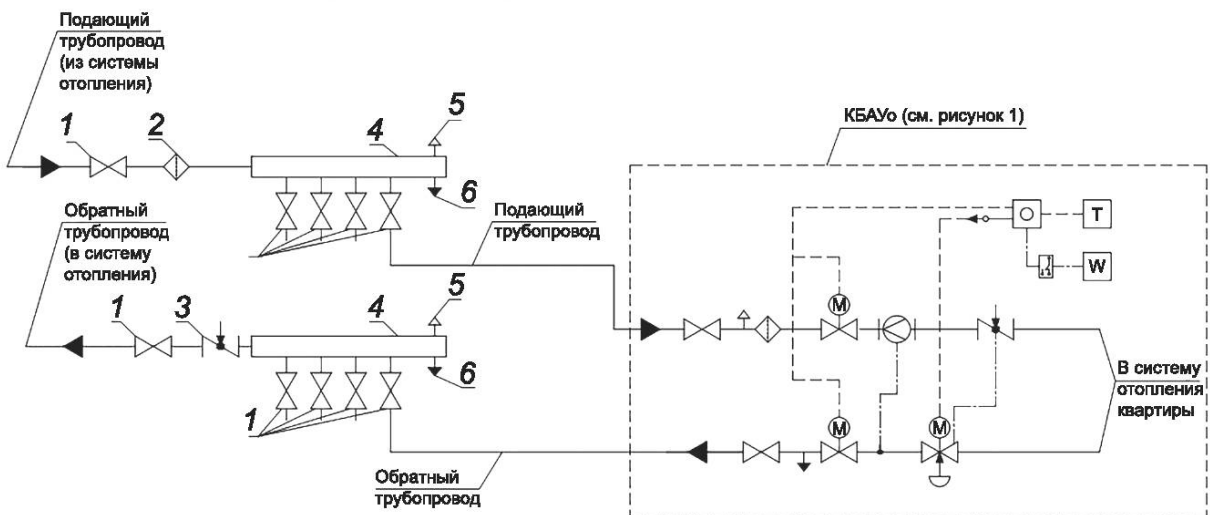 Подающий
трубопровод
(из системы
отопления)
1
2
4
5
6
КБАУо (см. рисунок 1)
Обратный
трубопровод
(в систему
отопления)
Подающий
трубопровод
T
W
1
3
4
5
6
1
M
M
M
В систему
отопления
квартиры
Обратный
трубопровод